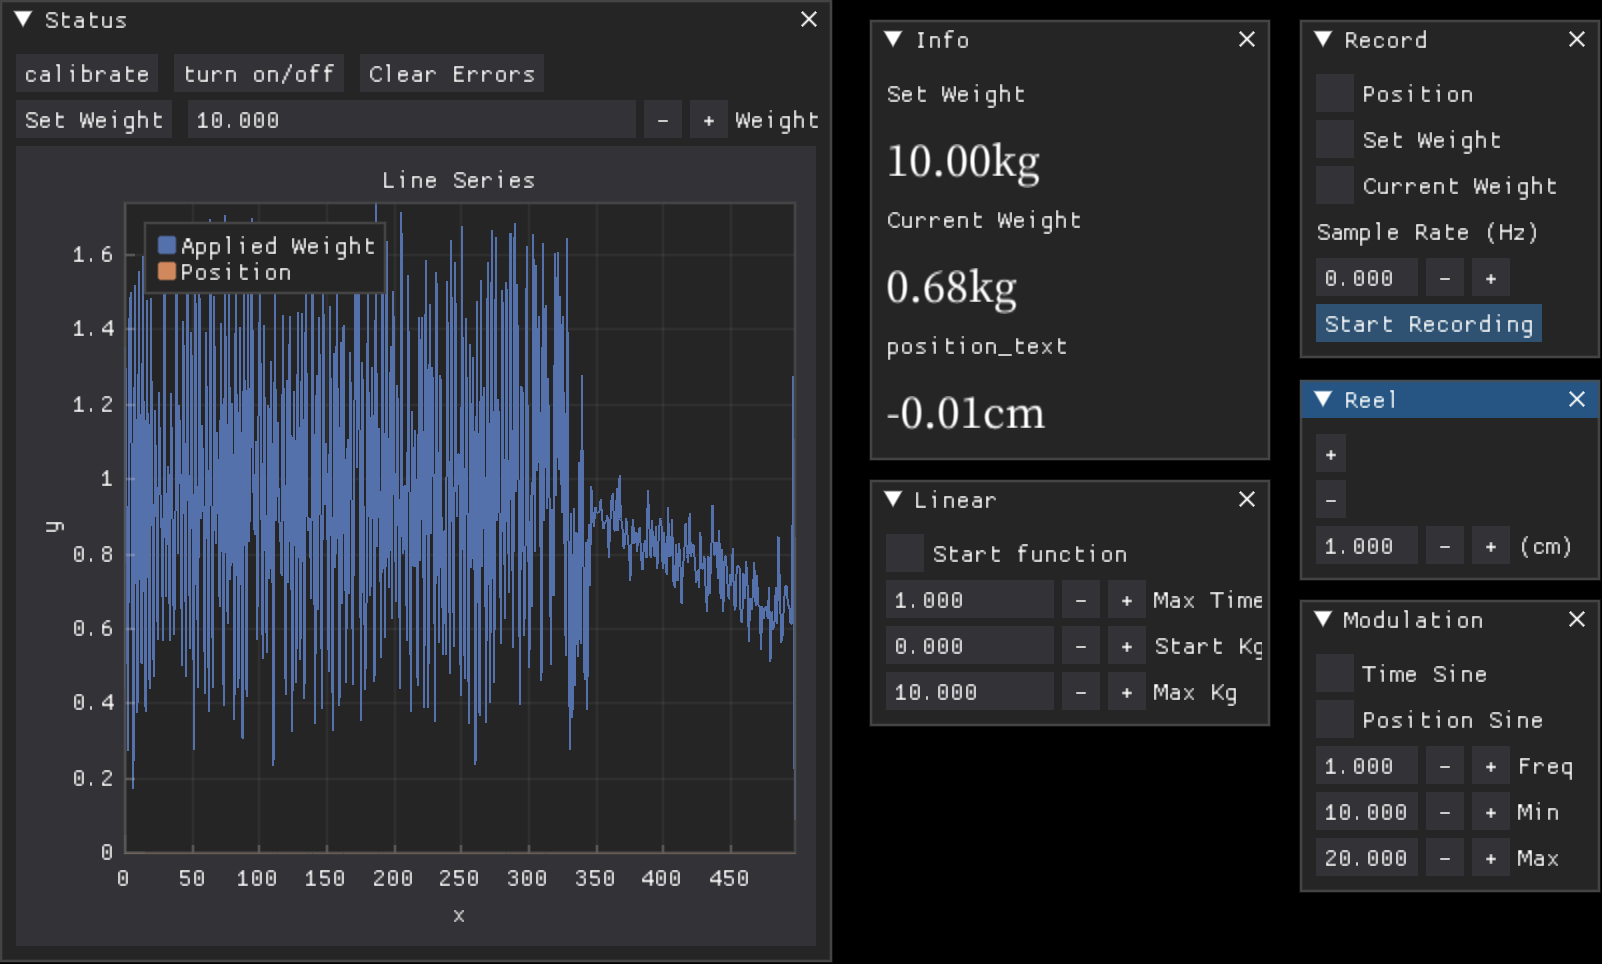 Status
calibrate turn on/off Clear Errors
Set Weight 10.000 - + Weight
Line Series
Applied Weight
Position
1.6
1.4
1.2
1
0.8
0.6
0.4
0.2
0
y
0 50 100 150 200 250 300 350 400 450
x
Info
Set Weight
10.00kg
Current Weight
0.68kg
position_text
-0.01cm
Linear
Start function
1.000 - + Max Time
0.000 - + Start Kg
10.000 - + Max Kg
Record
Position
Set Weight
Current Weight
Sample Rate (Hz)
0.000 - +
Start Recording
Reel
+
-
1.000 - + (cm)
Modulation
Time Sine
Position Sine
1.000 - + Freq
10.000 - + Min
20.000 - + Max